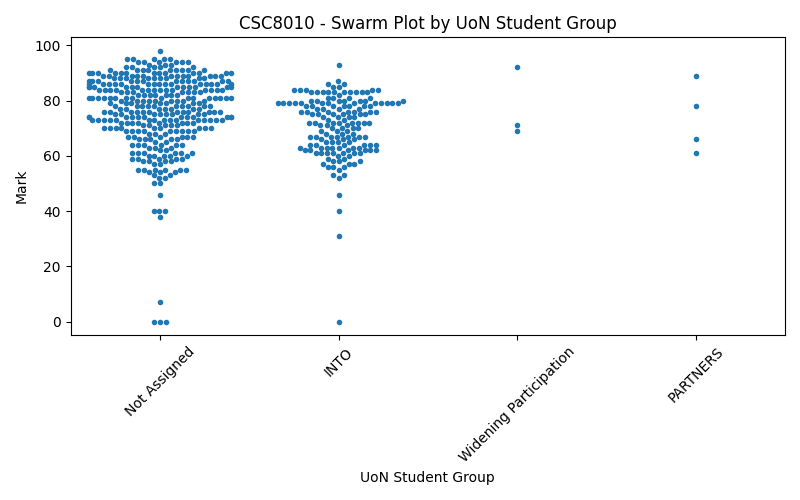 CSC8010 - Swarm Plot by UoN Student Group
Mark
100
80
60
40
20
0
Not Assigned
INTO
Widening Participation
PARTNERS
UoN Student Group